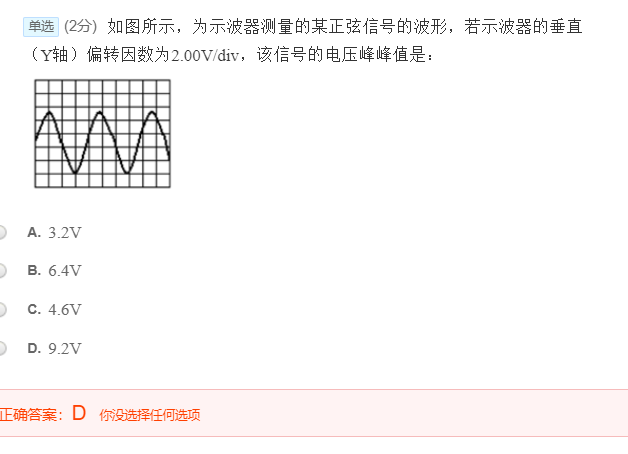 单选 (2分) 如图所示，为示波器测量的某正弦信号的波形，若示波器的垂直
（Y轴）偏转因数为2.00V/div，该信号的电压峰峰值是：
A. 3.2V
B. 6.4V
C. 4.6V
D. 9.2V
正确答案：D 你没选择任何选项